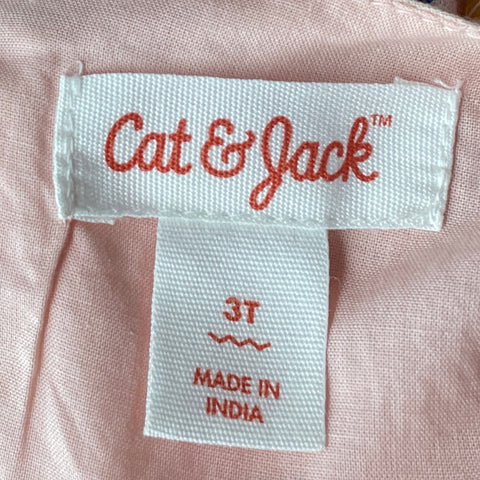 Cat & Jack™
3T
MADE IN
INDIA